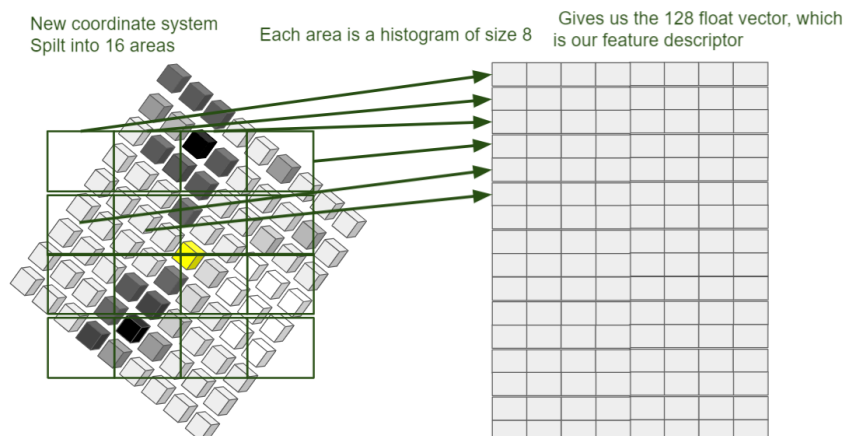 New coordinate system
Spilt into 16 areas
Each area is a histogram of size 8
Gives us the 128 float vector, which
is our feature descriptor